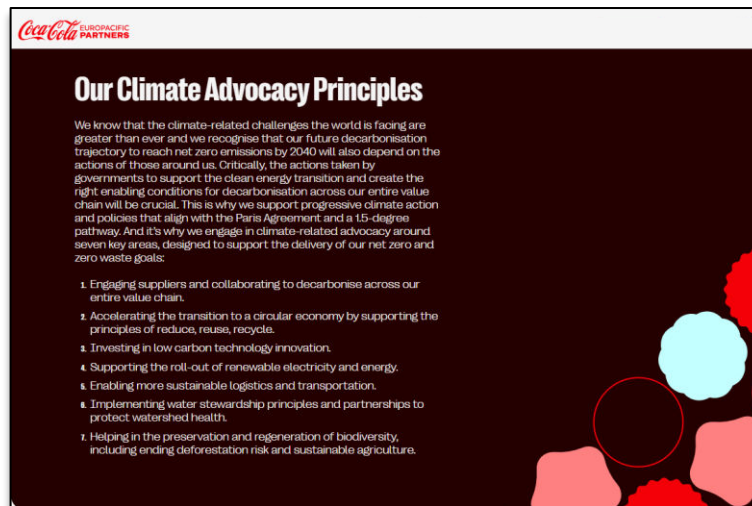 Coca-Cola EUROPACIFIC
PARTNERS
Our Climate Advocacy Principles
We know that the climate-related challenges the world is facing are
greater than ever and we recognise that our future decarbonisation
trajectory to reach net zero emissions by 2040 will also depend on the
actions of those around us. Critically, the actions taken by
governments to support the clean energy transition and create the
right enabling conditions for decarbonisation across our entire value
chain will be crucial. This is why we support progressive climate action
and policies that align with the Paris Agreement and a 1.5-degree
pathway. And it's why we engage in climate-related advocacy around
seven key areas, designed to support the delivery of our net zero and
zero waste goals:
1. Engaging suppliers and collaborating to decarbonise across our
entire value chain.
2. Accelerating the transition to a circular economy by supporting the
principles of reduce, reuse, recycle.
3. Investing in low carbon technology innovation.
4. Supporting the roll-out of renewable electricity and energy.
5. Enabling more sustainable logistics and transportation.
6. Implementing water stewardship principles and partnerships to
protect watershed health.
7. Helping in the preservation and regeneration of biodiversity,
including ending deforestation risk and sustainable agriculture.